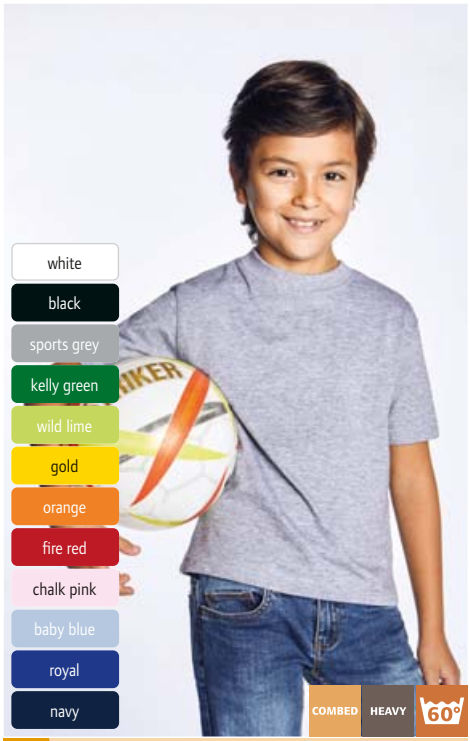 white
black
sports grey
kelly green
wild lime
gold
orange
fire red
chalk pink
baby blue
royal
navy
IKER
COMBED
HEAVY
60°